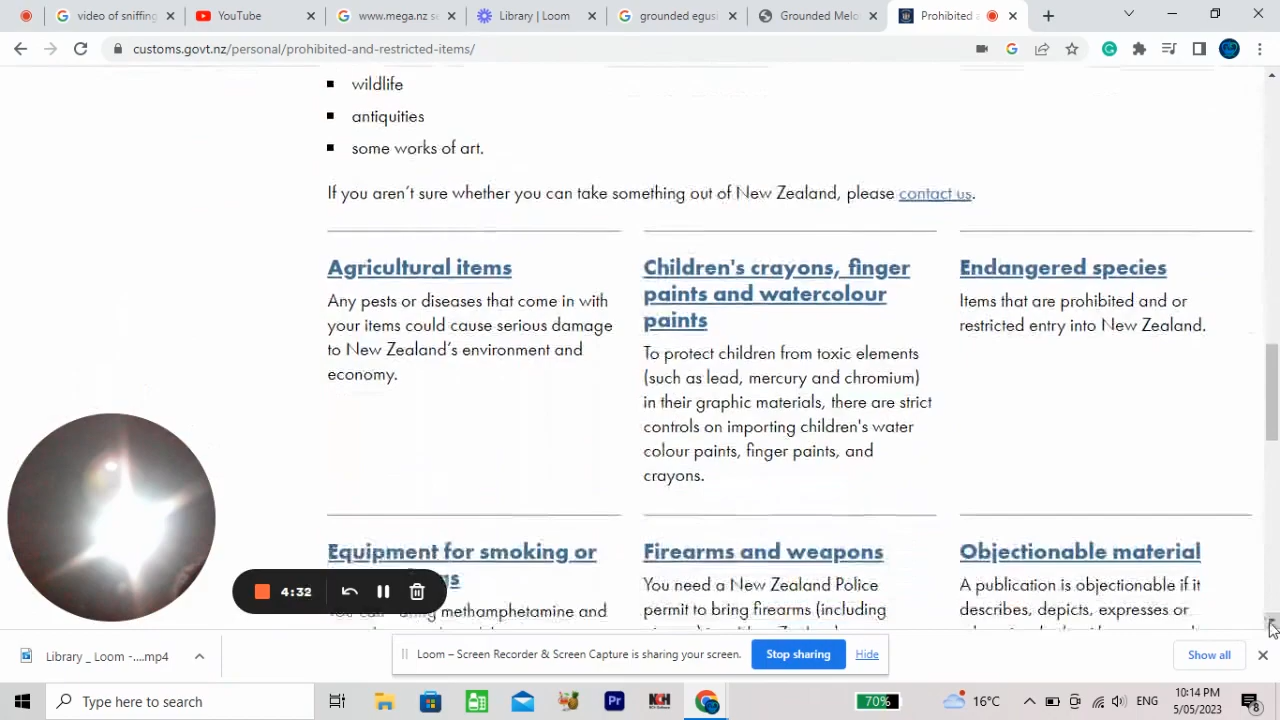 video of sniffing
YouTube
www.mega.nz se
Library | Loom
grounded egus
Grounded Melo
Prohibited a
customs.govt.nz/personal/prohibited-and-restricted-items/
wildlife
antiquities
some works of art.
If you aren't sure whether you can take something out of New Zealand, please contact us.
Agricultural items
Any pests or diseases that come in with
your items could cause serious damage
to New Zealand's environment and
economy.
Children's crayons, finger
paints and watercolour
paints
To protect children from toxic elements
(such as lead, mercury and chromium)
in their graphic materials, there are strict
controls on importing children's water
colour paints, finger paints, and
crayons.
Endangered species
Items that are prohibited and or
restricted entry into New Zealand.
Equipment for smoking or
gs
methamphetamine and
Firearms and weapons
You need a New Zealand Police
permit to bring firearms (including
Objectionable material
A publication is objectionable if it
describes, depicts, expresses or
4:32
Library _ Loom -....mp4
Loom – Screen Recorder & Screen Capture is sharing your screen.
Stop sharing
Hide
Show all
Type here to search
Pr
NCH
70%
16°C
ENG
10:14 PM
5/05/2023
8